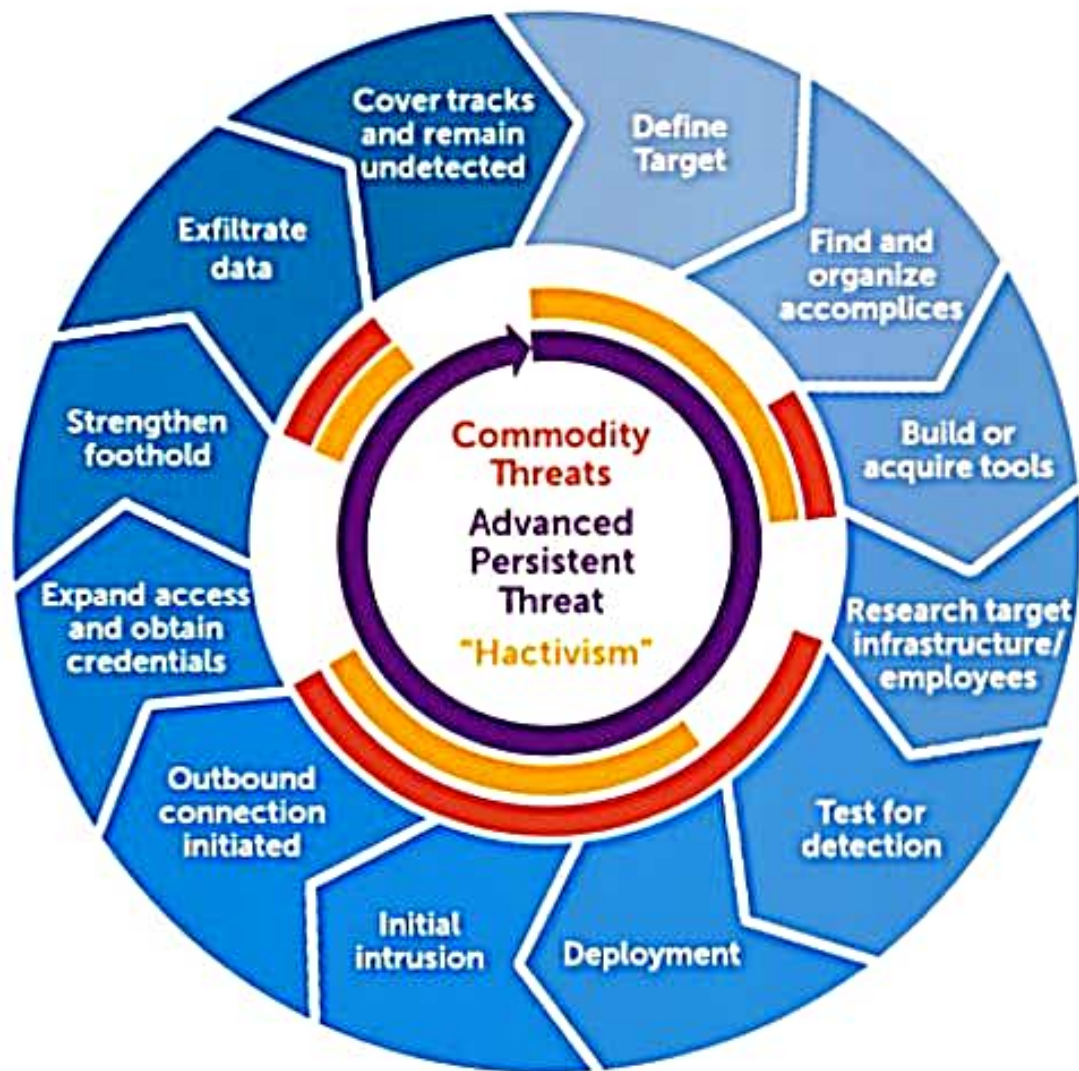 Define
Target
Find and
organize
accomplices
Build or
acquire tools
Research target
infrastructure/
employees
Test for
detection
Deployment
Initial
intrusion
Outbound
connection
initiated
Expand access
and obtain
credentials
Strengthen
foothold
Exfiltrate
data
Cover tracks
and remain
undetected
Commodity
Threats
Advanced
Persistent
Threat
"Hactivism"